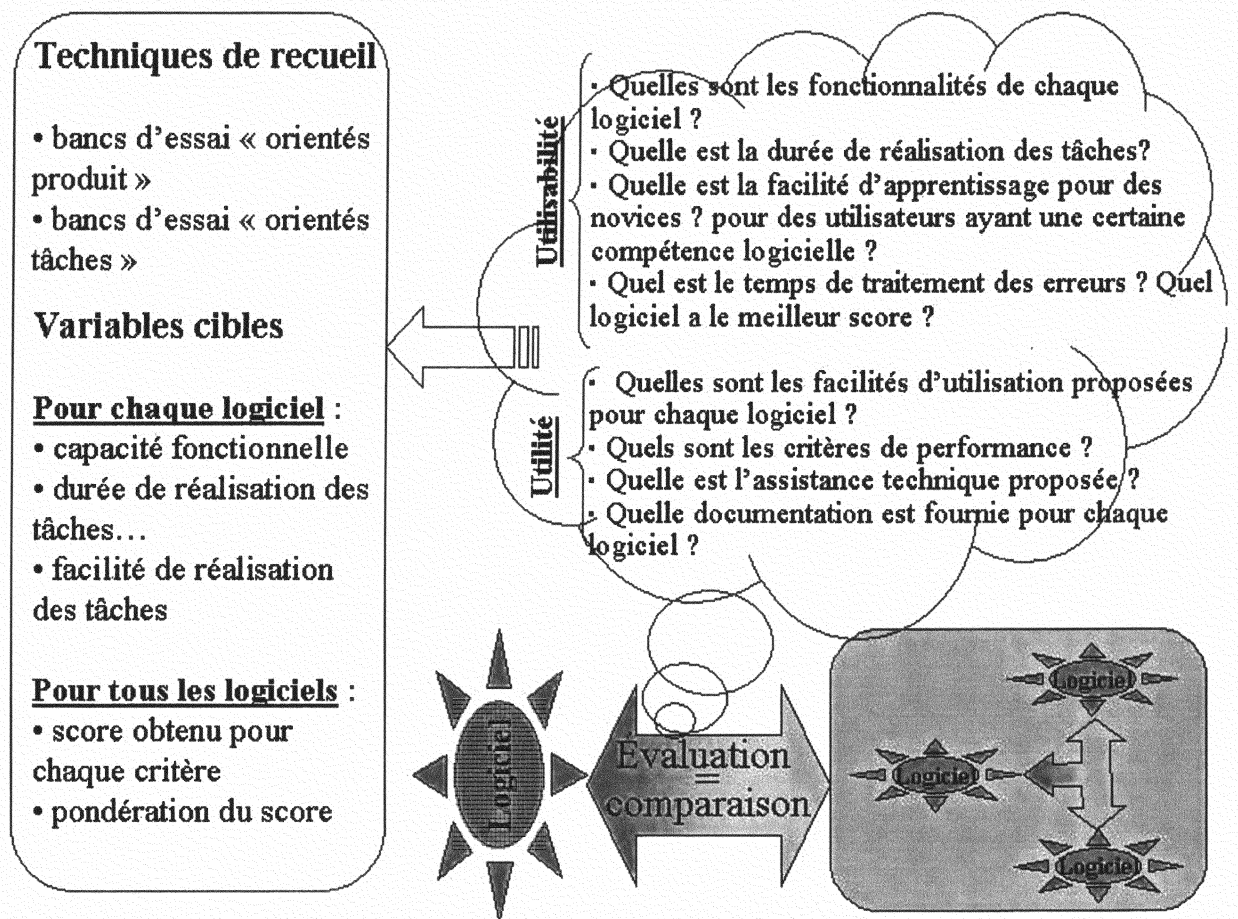 Techniques de recueil
• bancs d'essai « orientés
produit »
• bancs d'essai « orientés
tâches »
Variables cibles
Pour chaque logiciel :
• capacité fonctionnelle
• durée de réalisation des
tâches…
• facilité de réalisation
des tâches
Pour tous les logiciels :
• score obtenu pour
chaque critère
• pondération du score
Utilisabilité
· Quelles sont les fonctionnalités de chaque
logiciel ?
· Quelle est la durée de réalisation des tâches?
· Quelle est la facilité d'apprentissage pour des
novices ? pour des utilisateurs ayant une certaine
compétence logicielle ?
· Quel est le temps de traitement des erreurs ? Quel
logiciel a le meilleur score ?
Utilité
· Quelles sont les facilités d'utilisation proposées
pour chaque logiciel ?
· Quels sont les critères de performance ?
· Quelle est l'assistance technique proposée ?
· Quelle documentation est fournie pour chaque
logiciel ?
Logiciel
Évaluation
=
comparaison
Logiciel
Logiciel
Logiciel